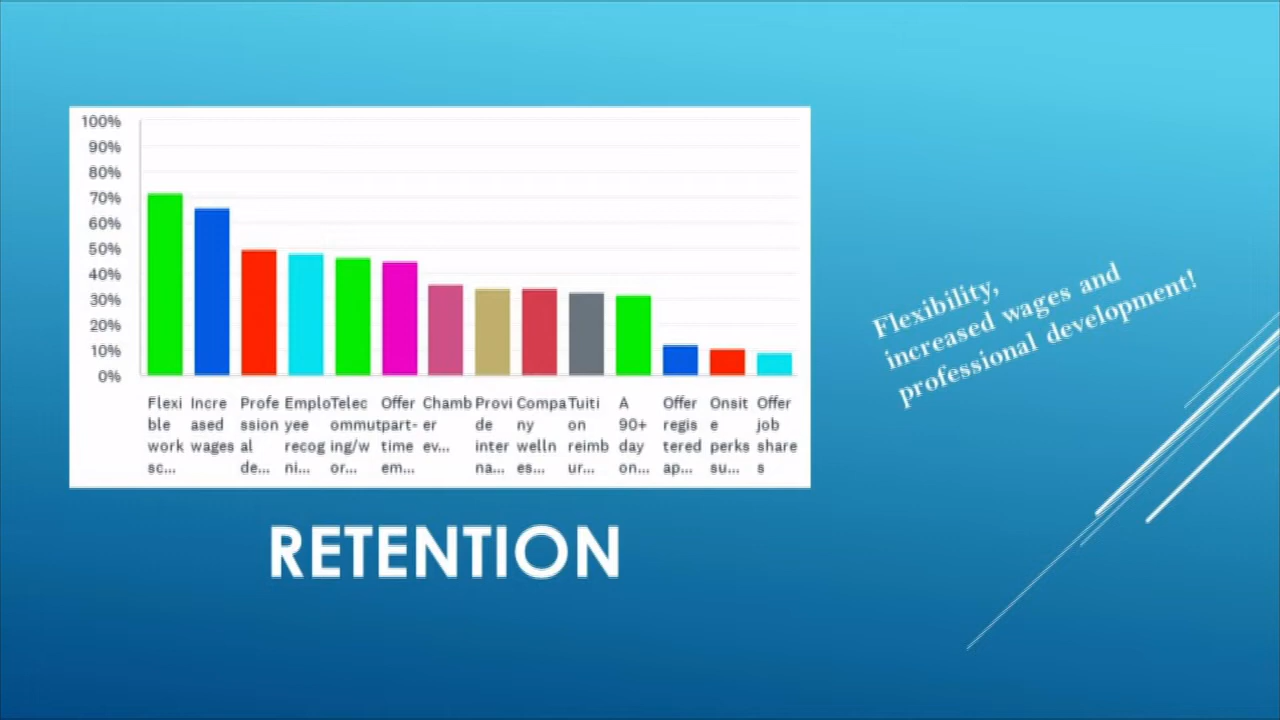 100%
90%
80%
70%
60%
50%
40%
30%
20%
10%
0%
Flexi
ble
work
sc...
Incre
ased
wages
Profe
ssion
al
de...
Emplo
yee
recog
ni...
Telec
ommut
ing/w
or...
Offer
part-
time
em...
Chamb
er
ev...
Provi
de
inter
na...
Compa
ny
welln
es...
Tuiti
on
reimb
ur...
A
90+
day
on...
Offer
regis
tered
ap...
Onsit
e
perks
su...
Offer
job
share
s
Flexibility,
increased wages and
professional development!
RETENTION